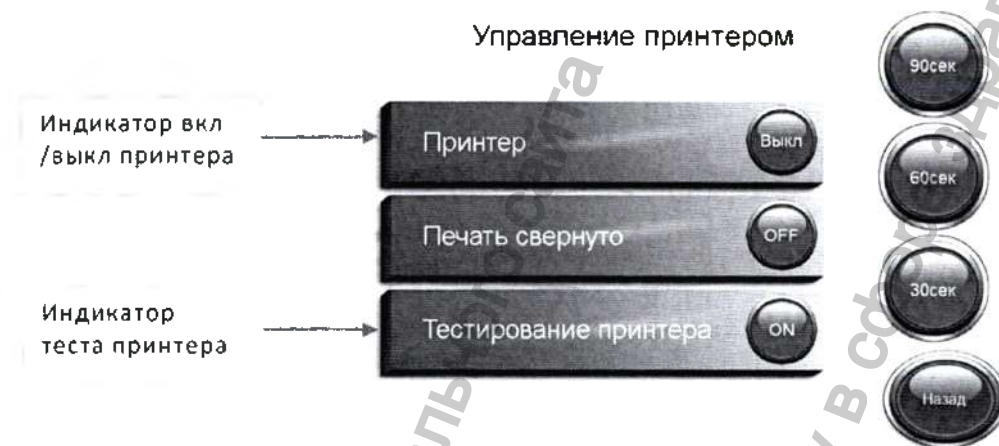 Управление принтером
90сек
Индикатор вкл
/выкл принтера
Принтер
Выкл
60сек
Печать свернуто
OFF
30сек
Индикатор
теста принтера
Тестирование принтера
ON
Назад